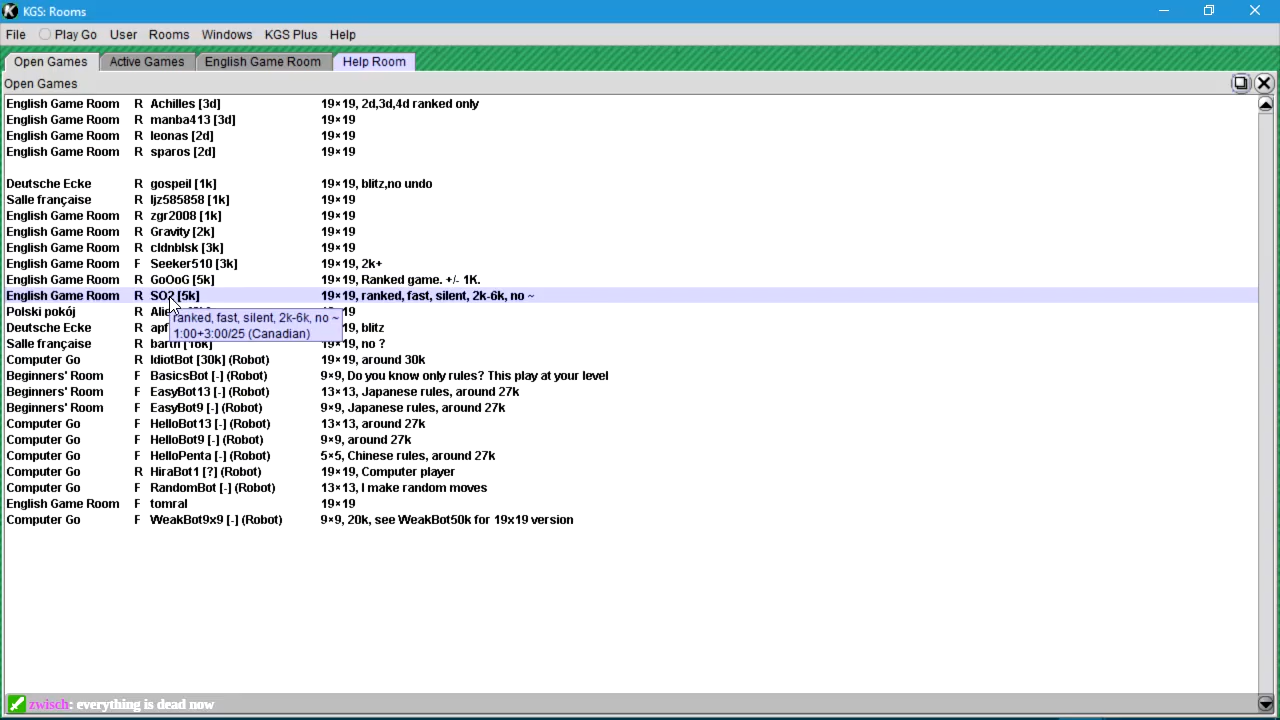 KGS: Rooms
File Play Go User Rooms Windows KGS Plus Help
Open Games Active Games English Game Room Help Room
Open Games
English Game Room R Achilles [3d] 19×19, 2d,3d,4d ranked only
English Game Room R manba413 [3d] 19×19
English Game Room R leonas [2d] 19×19
English Game Room R sparos [2d] 19×19
Deutsche Ecke R gospeil [1k] 19×19, blitz,no undo
Salle française R ljz585858 [1k] 19×19
English Game Room R zgr2008 [1k] 19×19
English Game Room R Gravity [2k] 19×19
English Game Room R cldnblsk [3k] 19×19
English Game Room F Seeker510 [3k] 19×19, 2k+
English Game Room R GoOoG [5k] 19×19, Ranked game. +/- 1K.
English Game Room R SO2 [5k] 19×19, ranked, fast, silent, 2k-6k, no ~
Polski pokój R 19
ranked, fast, silent, 2k-6k, no ~
Deutsche Ecke R 19, blitz
1:00+3:00/25 (Canadian)
Salle française R 19×19, no ?
Computer Go R IdiotBot [30k] (Robot) 19×19, around 30k
Beginners' Room F BasicsBot [-] (Robot) 9×9, Do you know only rules? This play at your level
Beginners' Room F EasyBot13 [-] (Robot) 13×13, Japanese rules, around 27k
Beginners' Room F EasyBot9 [-] (Robot) 9×9, Japanese rules, around 27k
Computer Go F HelloBot13 [-] (Robot) 13×13, around 27k
Computer Go F HelloBot9 [-] (Robot) 9×9, around 27k
Computer Go F HelloPenta [-] (Robot) 5×5, Chinese rules, around 27k
Computer Go R HiraBot1 [?] (Robot) 19×19, Computer player
Computer Go F RandomBot [-] (Robot) 13×13, I make random moves
English Game Room F tomral 19×19
Computer Go F WeakBot9x9 [-] (Robot) 9×9, 20k, see WeakBot50k for 19x19 version
zwisch: everything is dead now